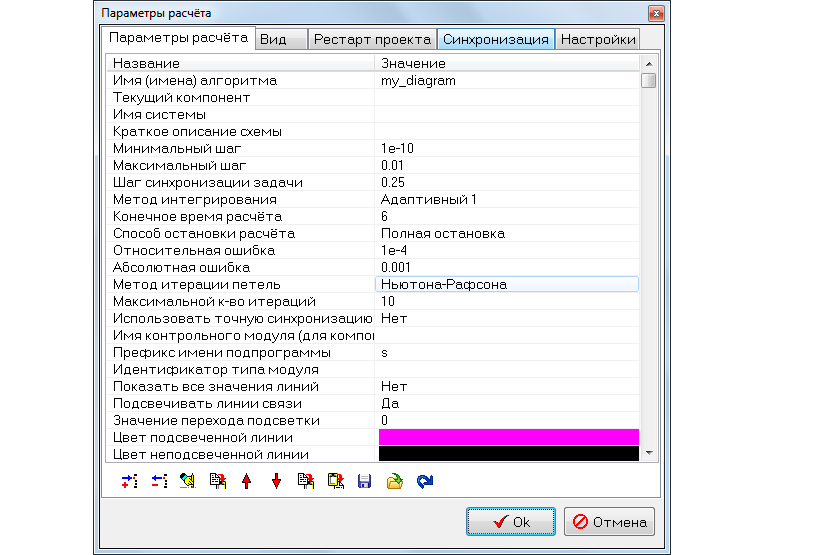 Параметры расчёта
Параметры расчёта Вид Рестарт проекта Синхронизация Настройки
Название Значение
Имя (имена) алгоритма my_diagram
Текущий компонент
Имя системы
Краткое описание схемы
Минимальный шаг 1e-10
Максимальный шаг 0.01
Шаг синхронизации задачи 0.25
Метод интегрирования Адаптивный 1
Конечное время расчёта 6
Способ остановки расчёта Полная остановка
Относительная ошибка 1e-4
Абсолютная ошибка 0.001
Метод итерации петель Ньютона-Рафсона
Максимальной к-во итераций 10
Использовать точную синхронизацию Нет
Имя контрольного модуля (для компо
Префикс имени подпрограммы s
Идентификатор типа модуля
Показать все значения линий Нет
Подсвечивать линии связи Да
Значение перехода подсветки 0
Цвет подсвеченной линии
Цвет неподсвеченной линии
Ok Отмена